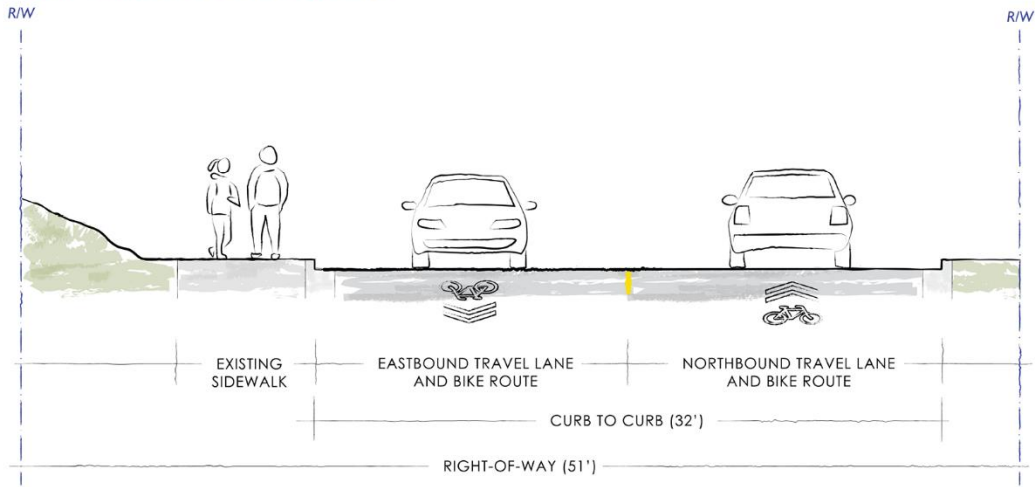 R/W
R/W
EXISTING
SIDEWALK
EASTBOUND TRAVEL LANE
AND BIKE ROUTE
NORTHBOUND TRAVEL LANE
AND BIKE ROUTE
CURB TO CURB (32')
RIGHT-OF-WAY (51')